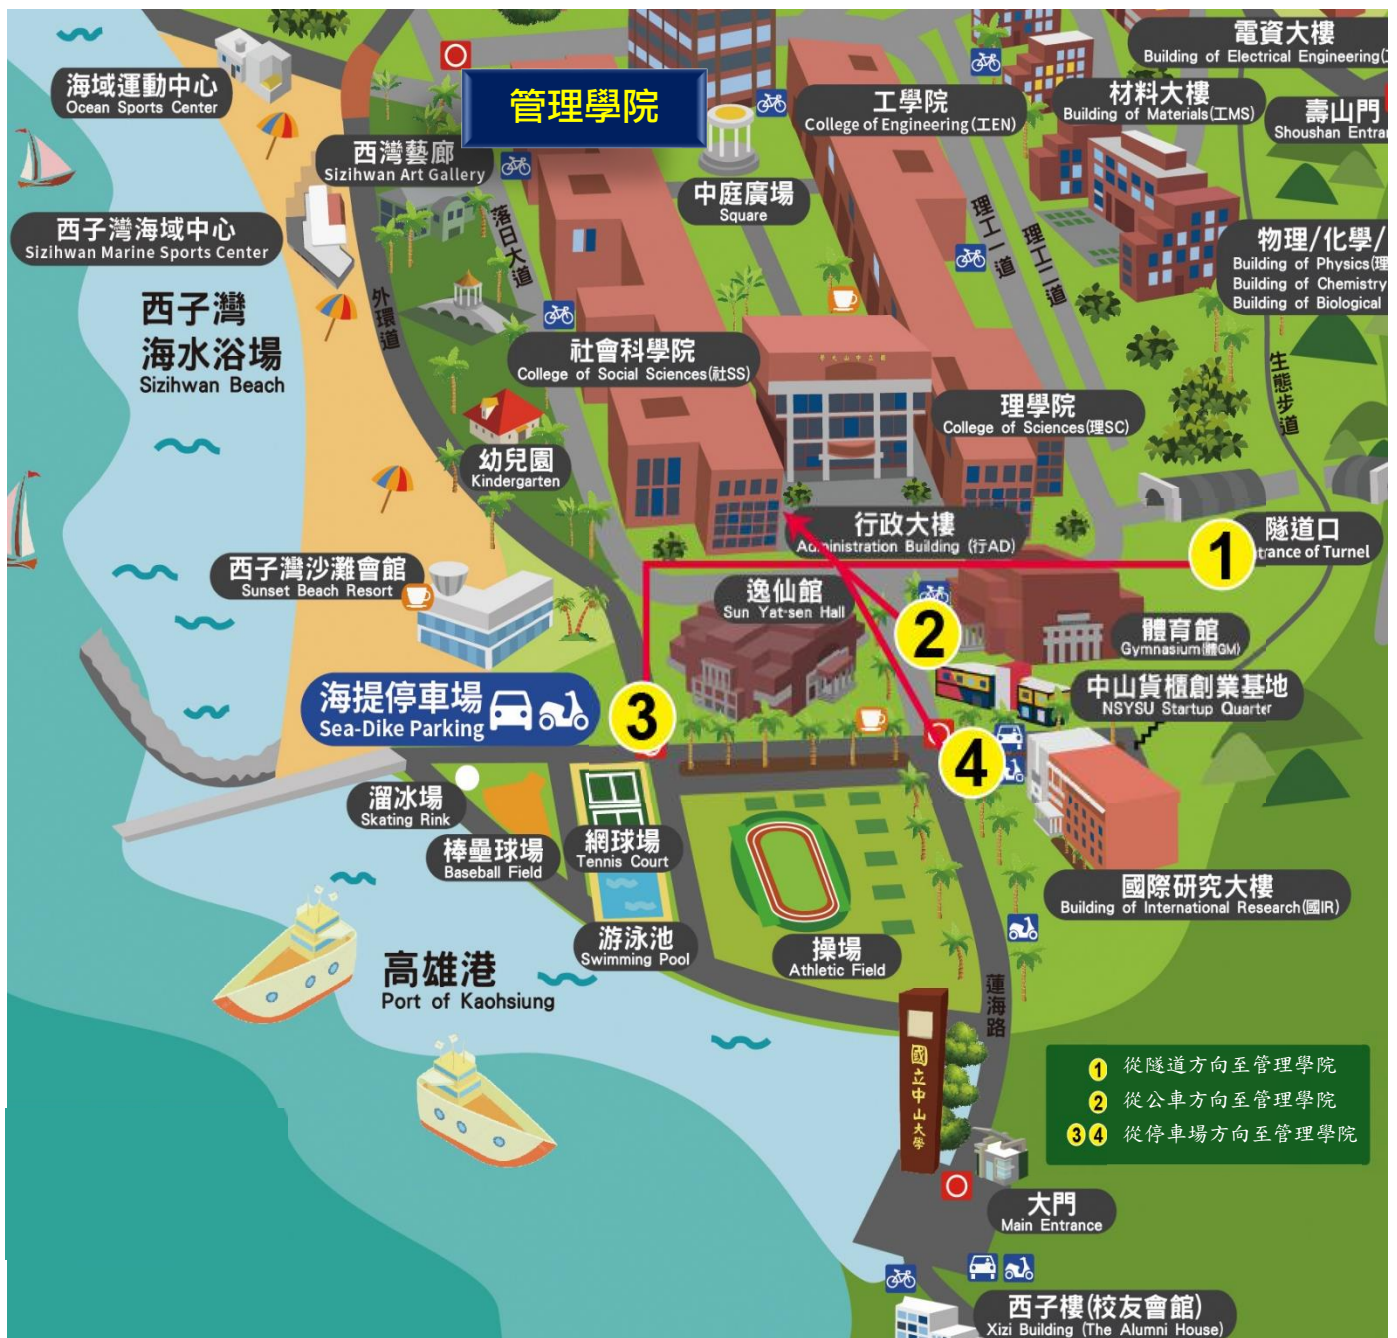 電資大樓
Building of Electrical Engineering(工
海域運動中心
Ocean Sports Center
管理學院
工學院
College of Engineering(工EN)
材料大樓
Building of Materials(工MS)
壽山門
Shoushan Entran
西灣藝廊
Sizihwan Art Gallery
中庭廣場
Square
落日大道
理工一道
理工二道
西子灣海域中心
Sizihwan Marine Sports Center
物理/化學/
Building of Physics(理
Building of Chemistry
Building of Biological
西子灣
海水浴場
Sizihwan Beach
外環道
國立中山大學
社會科學院
College of Social Sciences(社SS)
生態步道
理學院
College of Sciences(理SC)
幼兒園
Kindergarten
行政大樓
Administration Building (行AD)
1
隧道口
trance of Turnel
西子灣沙灘會館
Sunset Beach Resort
逸仙館
Sun Yat-sen Hall
2
體育館
Gymnasium(體GM)
海提停車場
Sea-Dike Parking
3
中山貨櫃創業基地
NSYSU Startup Quarter
4
溜冰場
Skating Rink
棒壘球場
Baseball Field
網球場
Tennis Court
國際研究大樓
Building of International Research(國IR)
游泳池
Swimming Pool
操場
Athletic Field
高雄港
Port of Kaohsiung
蓮海路
國立中山大學
1 從隧道方向至管理學院
2 從公車方向至管理學院
3 4 從停車場方向至管理學院
大門
Main Entrance
西子樓(校友會館)
Xizi Building (The Alumni House)